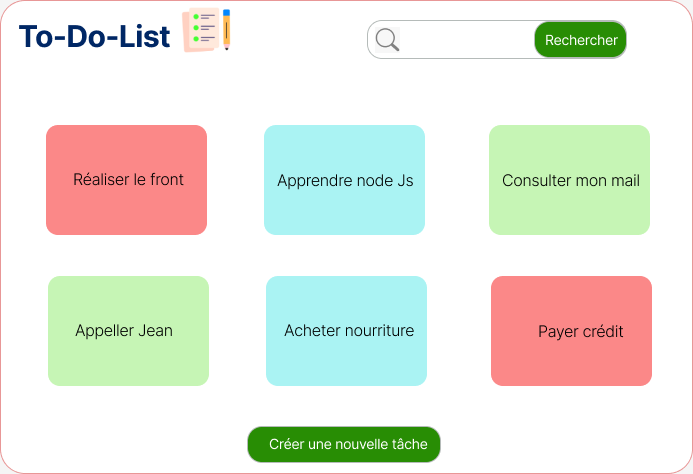 To-Do-List
Rechercher
Réaliser le front
Apprendre node Js
Consulter mon mail
Appeller Jean
Acheter nourriture
Payer crédit
Créer une nouvelle tâche